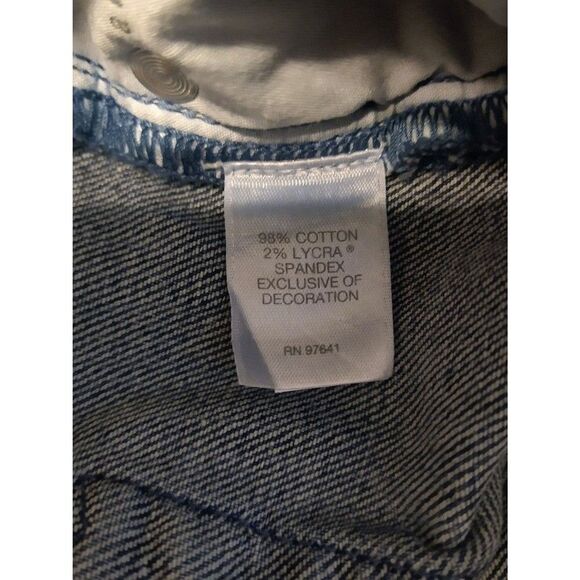 98% COTTON
2% LYCRA ®
SPANDEX
EXCLUSIVE OF
DECORATION
RN 97641